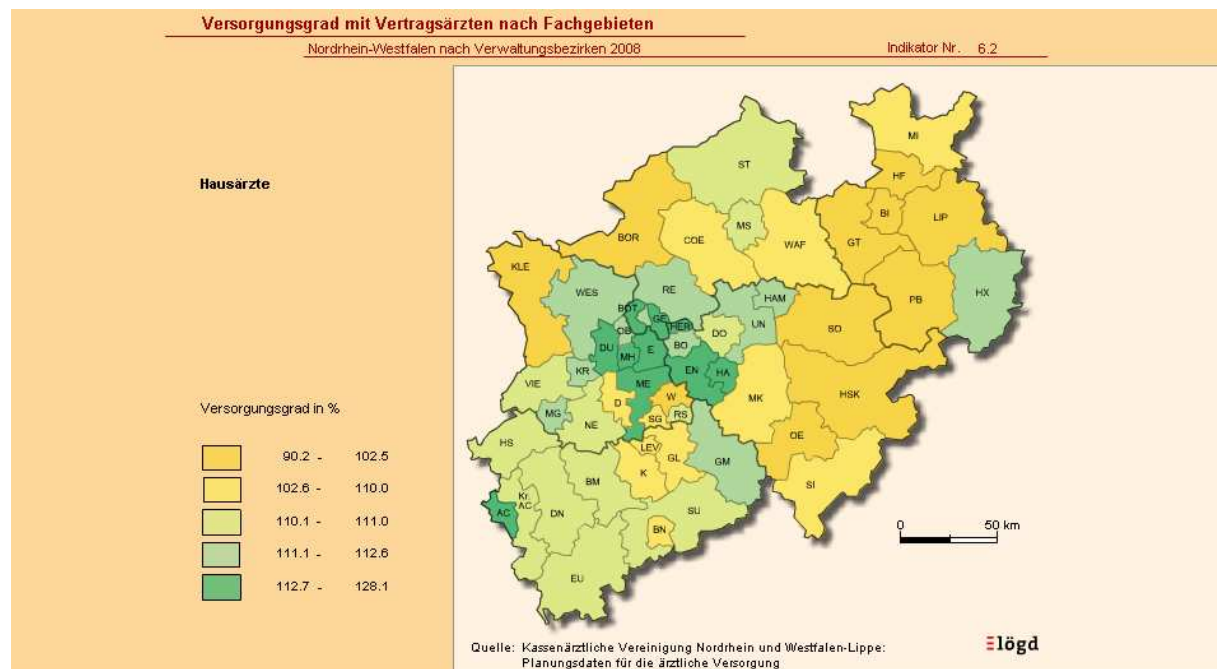 Versorgungsgrad mit Vertragsärzten nach Fachgebieten
Nordrhein-Westfalen nach Verwaltungsbezirken 2008
Indikator Nr. 6.2
Hausärzte
MI
ST
HF
BI
LIP
MS
BOR
COE
WAF
GT
KLE
HX
WES
RE
HAM
PB
BOT
GE
HER
UN
SO
OB
DO
DU
BO
E
MH
EN
HA
KR
ME
HSK
VIE
W
MK
D
MG
SG
RS
NE
OE
HS
LEV
GL
GM
K
BM
SI
Kr.
AC
AC
DN
SU
BN
EU
Versorgungsgrad in %
90.2 - 102.5
102.6 - 110.0
110.1 - 111.0
111.1 - 112.6
112.7 - 128.1
0 50 km
Quelle: Kassenärztliche Vereinigung Nordrhein und Westfalen-Lippe:
Planungsdaten für die ärztliche Versorgung
lögd